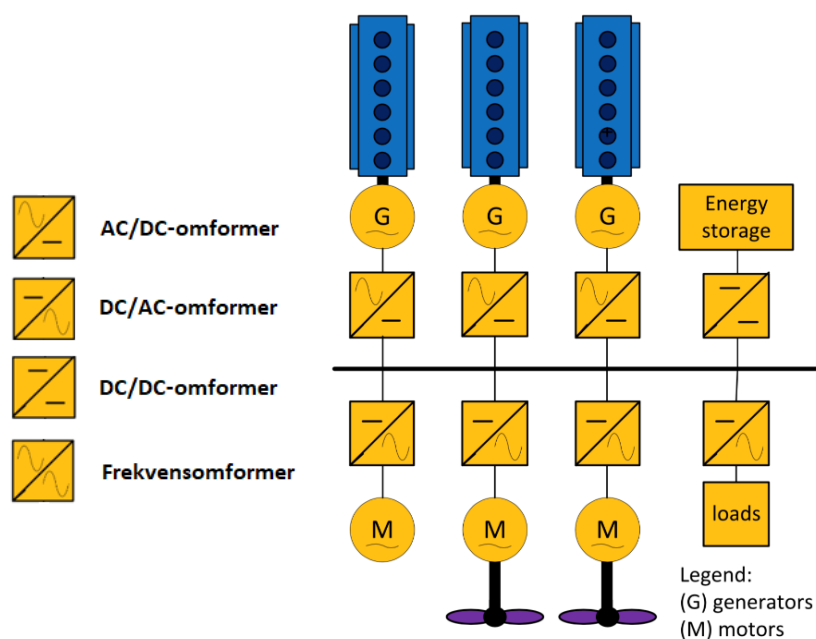 G
G
G
Energy
storage
AC/DC-omformer
DC/AC-omformer
DC/DC-omformer
Frekvensomformer
M
M
M
loads
Legend:
(G) generators
(M) motors